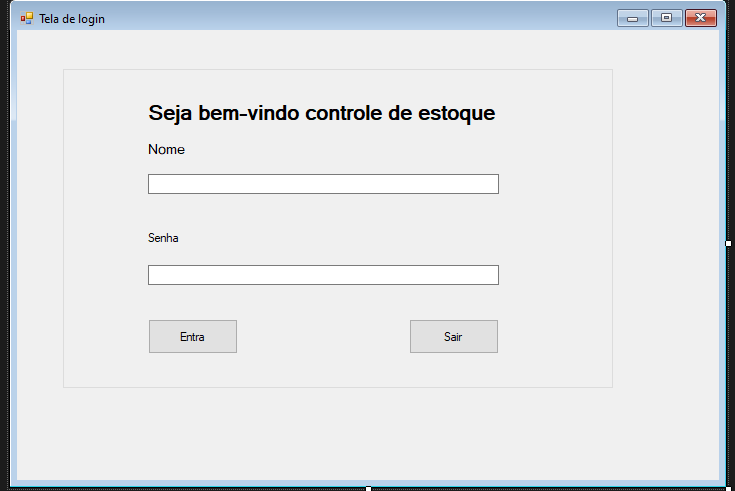 Tela de login
Seja bem-vindo controle de estoque
Nome
Senha
Entra
Sair